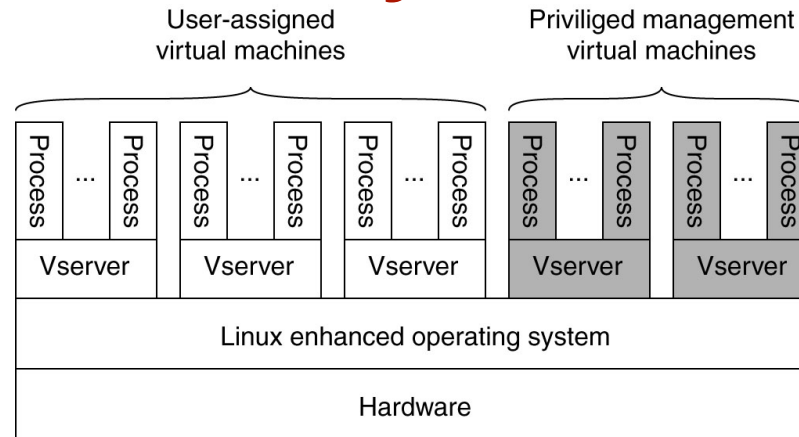 User-assigned
virtual machines
Priviliged management
virtual machines
Process ... Process Process ... Process Process ... Process Process ... Process Process ... Process
Vserver Vserver Vserver Vserver Vserver
Linux enhanced operating system
Hardware